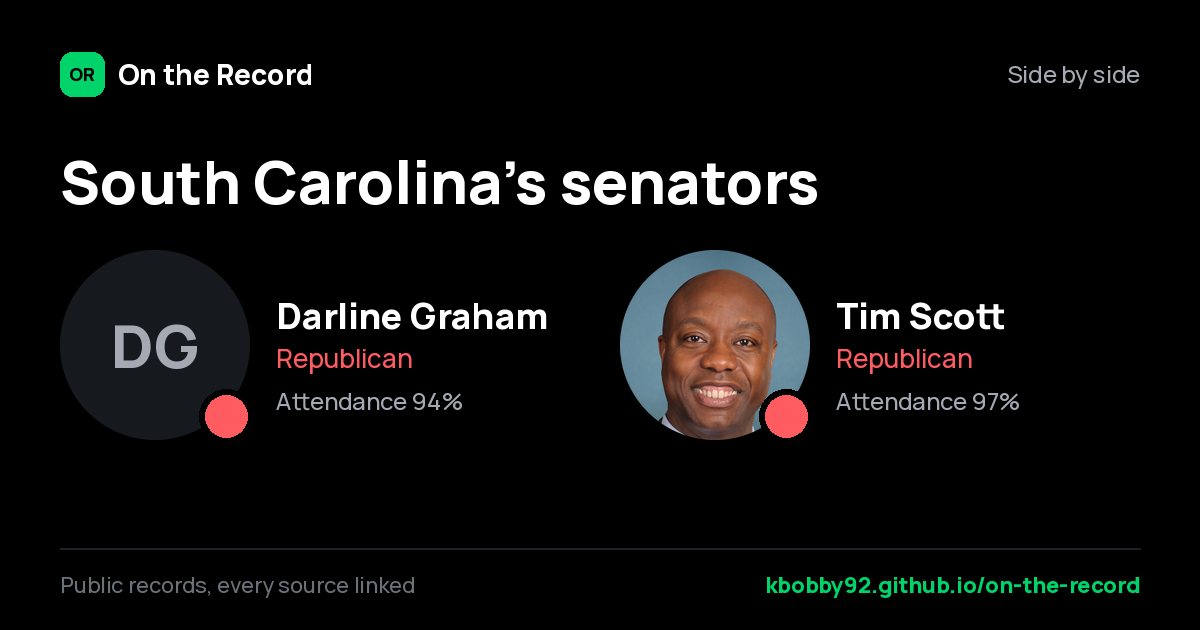 OR On the Record
Side by side
South Carolina’s senators
DG
Darline Graham
Republican
Attendance 94%
Tim Scott
Republican
Attendance 97%
Public records, every source linked
kbobby92.github.io/on-the-record